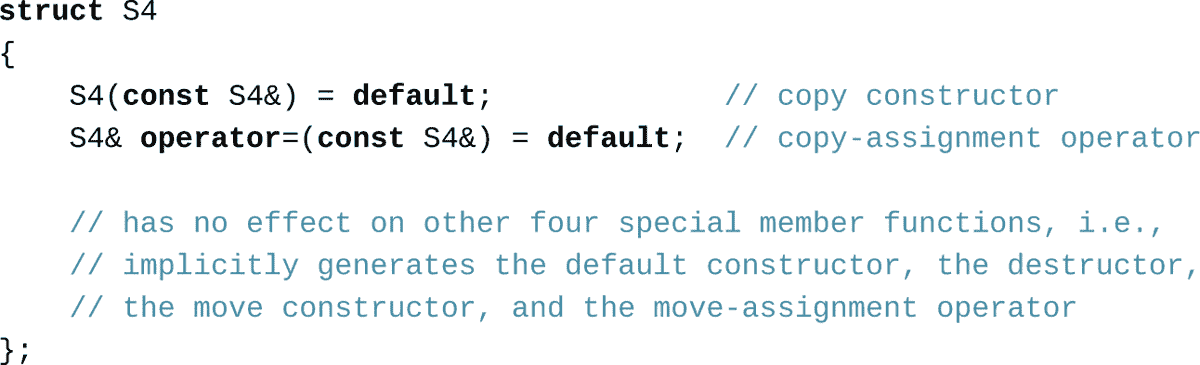 struct S4
{
    S4(const S4&) = default;             // copy constructor
    S4& operator=(const S4&) = default;  // copy-assignment operator

    // has no effect on other four special member functions, i.e.,
    // implicitly generates the default constructor, the destructor,
    // the move constructor, and the move-assignment operator
};